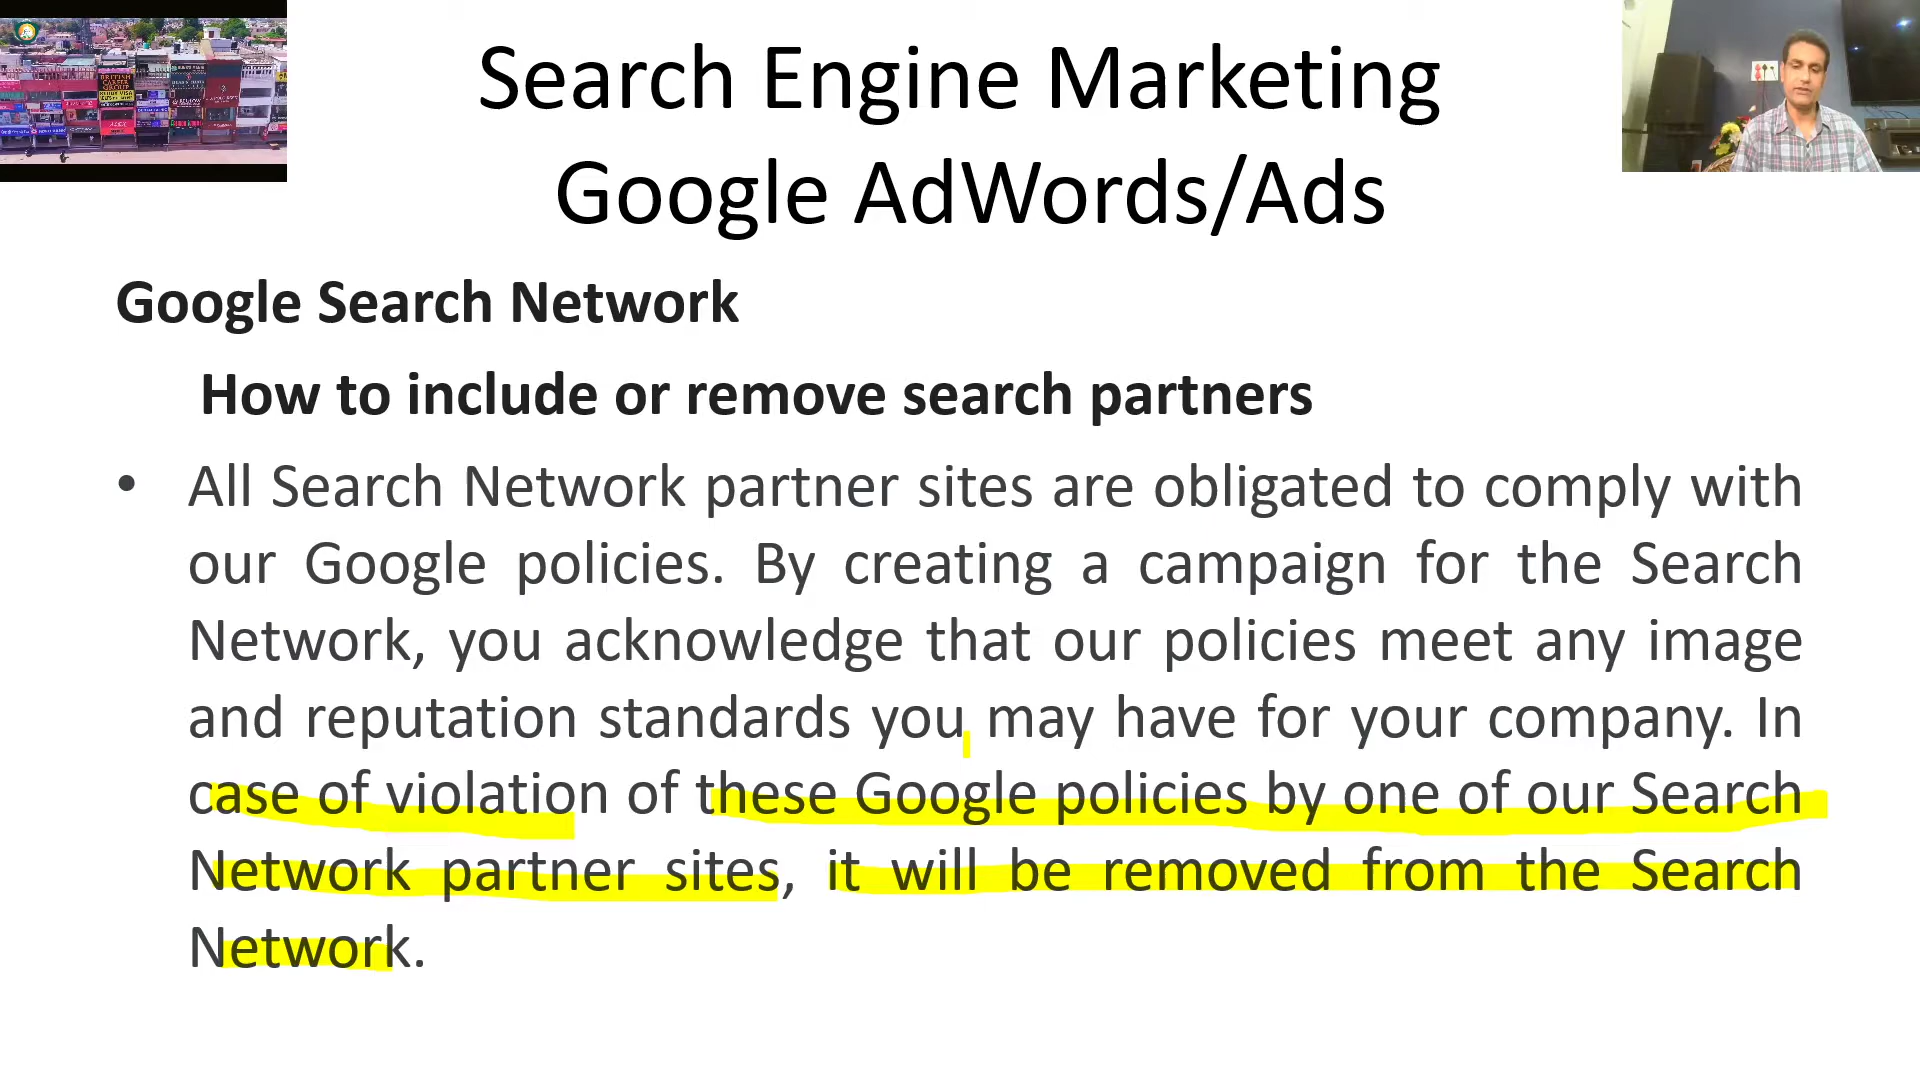 Search Engine Marketing
Google AdWords/Ads
Google Search Network
How to include or remove search partners
• All Search Network partner sites are obligated to comply with
our Google policies. By creating a campaign for the Search
Network, you acknowledge that our policies meet any image
and reputation standards you may have for your company. In
case of violation of these Google policies by one of our Search
Network partner sites, it will be removed from the Search
Network.
BRITISH
CAREER
GROUP